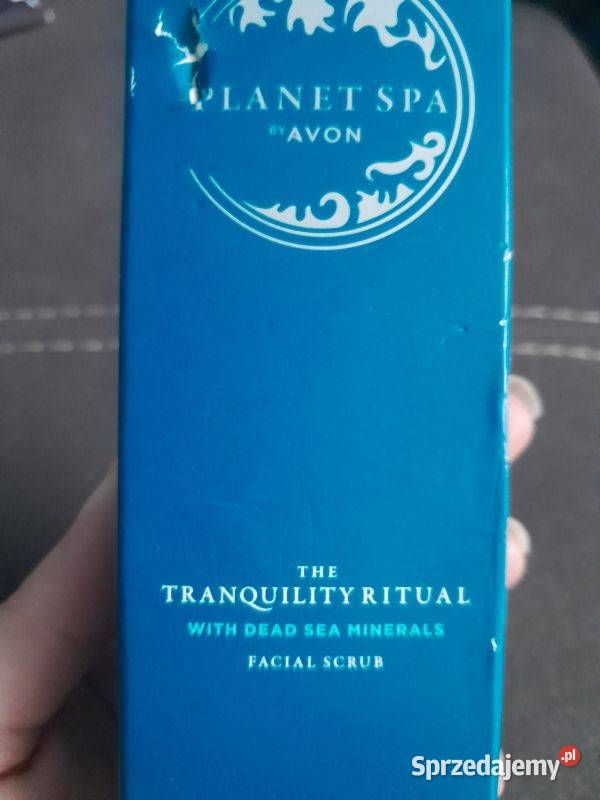 PLANET SPA
BY AVON
THE
TRANQUILITY RITUAL
WITH DEAD SEA MINERALS
FACIAL SCRUB
Sprzedajemy.pl